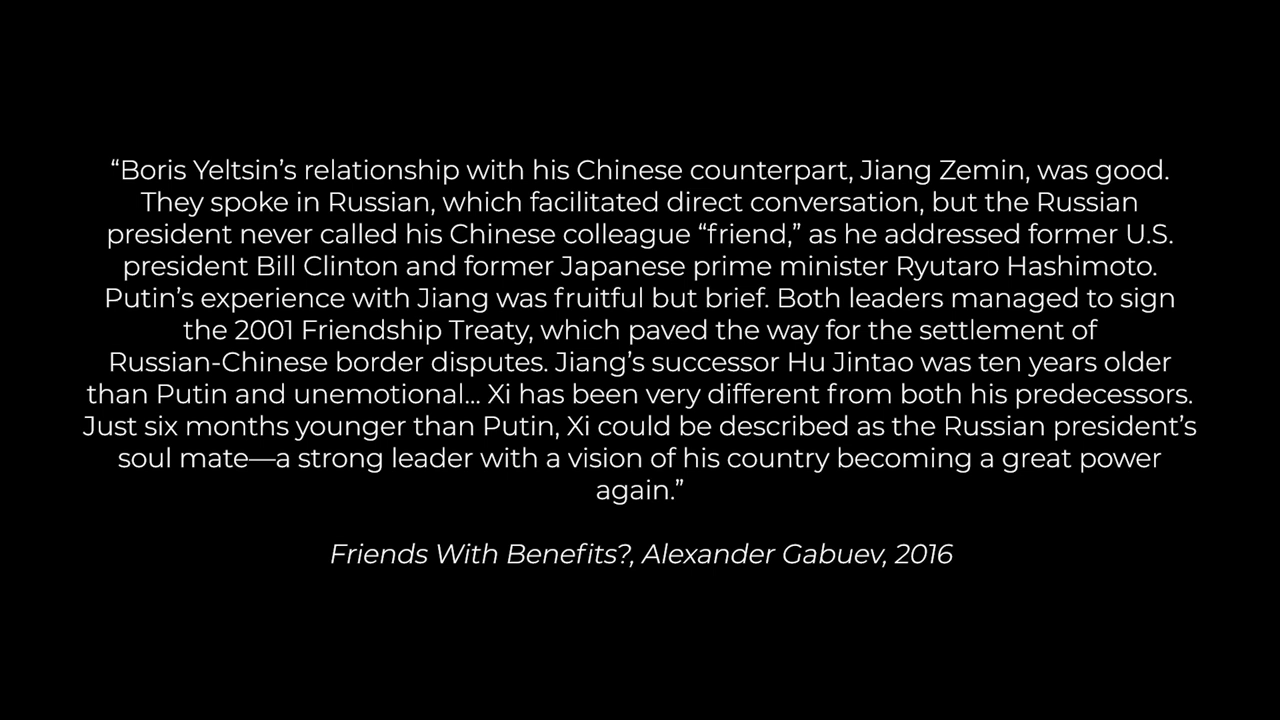 “Boris Yeltsin’s relationship with his Chinese counterpart, Jiang Zemin, was good.
They spoke in Russian, which facilitated direct conversation, but the Russian
president never called his Chinese colleague “friend,” as he addressed former U.S.
president Bill Clinton and former Japanese prime minister Ryutaro Hashimoto.
Putin’s experience with Jiang was fruitful but brief. Both leaders managed to sign
the 2001 Friendship Treaty, which paved the way for the settlement of
Russian-Chinese border disputes. Jiang’s successor Hu Jintao was ten years older
than Putin and unemotional... Xi has been very different from both his predecessors.
Just six months younger than Putin, Xi could be described as the Russian president’s
soul mate—a strong leader with a vision of his country becoming a great power
again.”
Friends With Benefits?, Alexander Gabuev, 2016